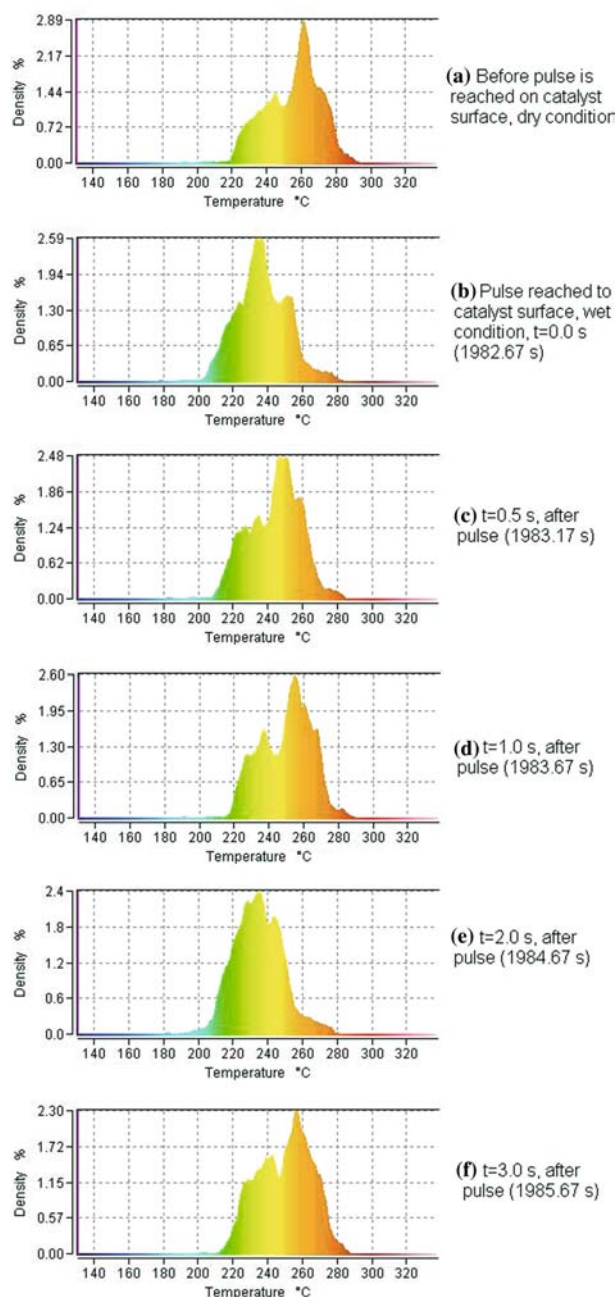 2.89
2.17
1.44
0.72
0.00
Density %
140 160 180 200 220 240 260 280 300 320
Temperature °C
(a) Before pulse is
reached on catalyst
surface, dry condition
2.59
1.94
1.30
0.65
0.00
Density %
140 160 180 200 220 240 260 280 300 320
Temperature °C
(b) Pulse reached to
catalyst surface, wet
condition, t=0.0 s
(1982.67 s)
2.48
1.86
1.24
0.62
0.00
Density %
140 160 180 200 220 240 260 280 300 320
Temperature °C
(c) t=0.5 s, after
pulse (1983.17 s)
2.60
1.95
1.30
0.65
0.00
Density %
140 160 180 200 220 240 260 280 300 320
Temperature °C
(d) t=1.0 s, after
pulse (1983.67 s)
2.4
1.8
1.2
0.6
0.0
Density %
140 160 180 200 220 240 260 280 300 320
Temperature °C
(e) t=2.0 s, after
pulse (1984.67 s)
2.30
1.72
1.15
0.57
0.00
Density %
140 160 180 200 220 240 260 280 300 320
Temperature °C
(f) t=3.0 s, after
pulse (1985.67 s)